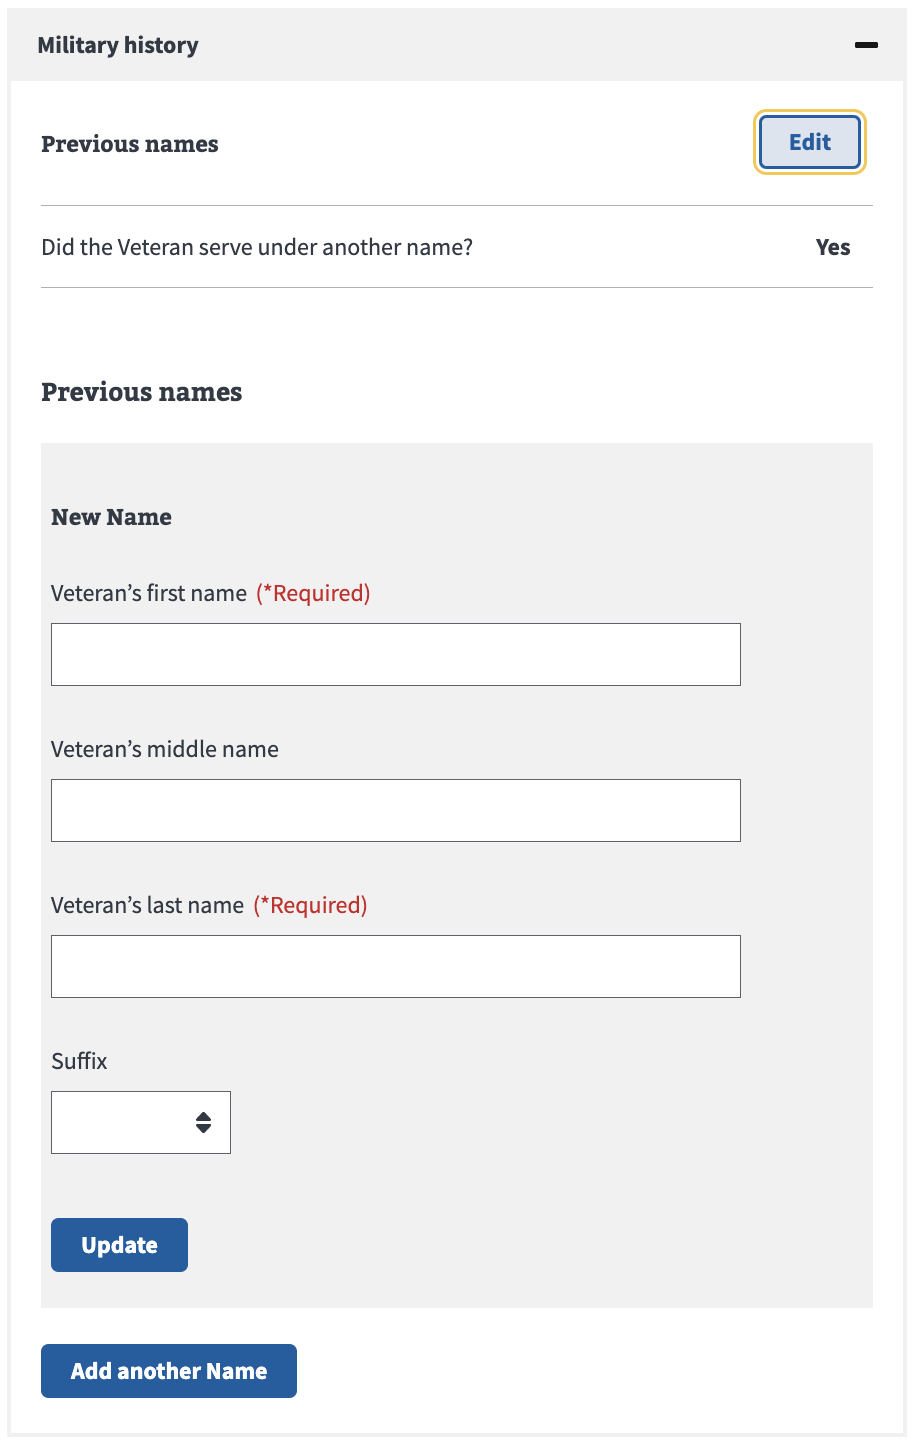 Military history
Previous names
Edit
Did the Veteran serve under another name?
Yes
Previous names
New Name
Veteran’s first name (*Required)
Veteran’s middle name
Veteran’s last name (*Required)
Suffix
Update
Add another Name